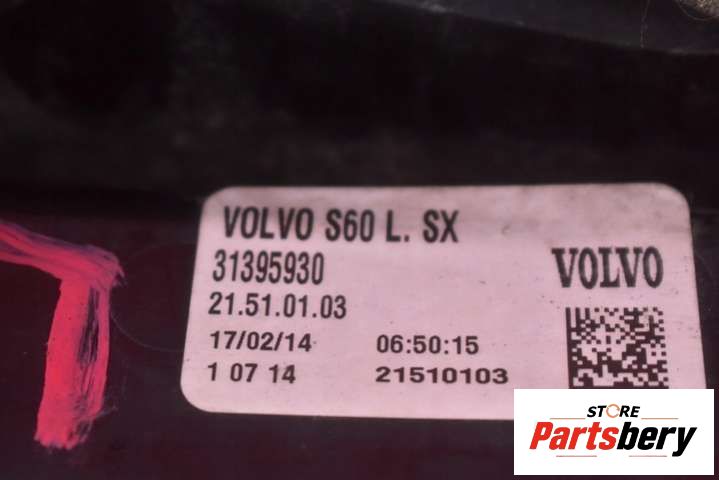 VOLVO S60 L. SX
31395930
VOLVO
21.51.01.03
17/02/14 06:50:15
1 07 14 21510103
STORE
Partsbery